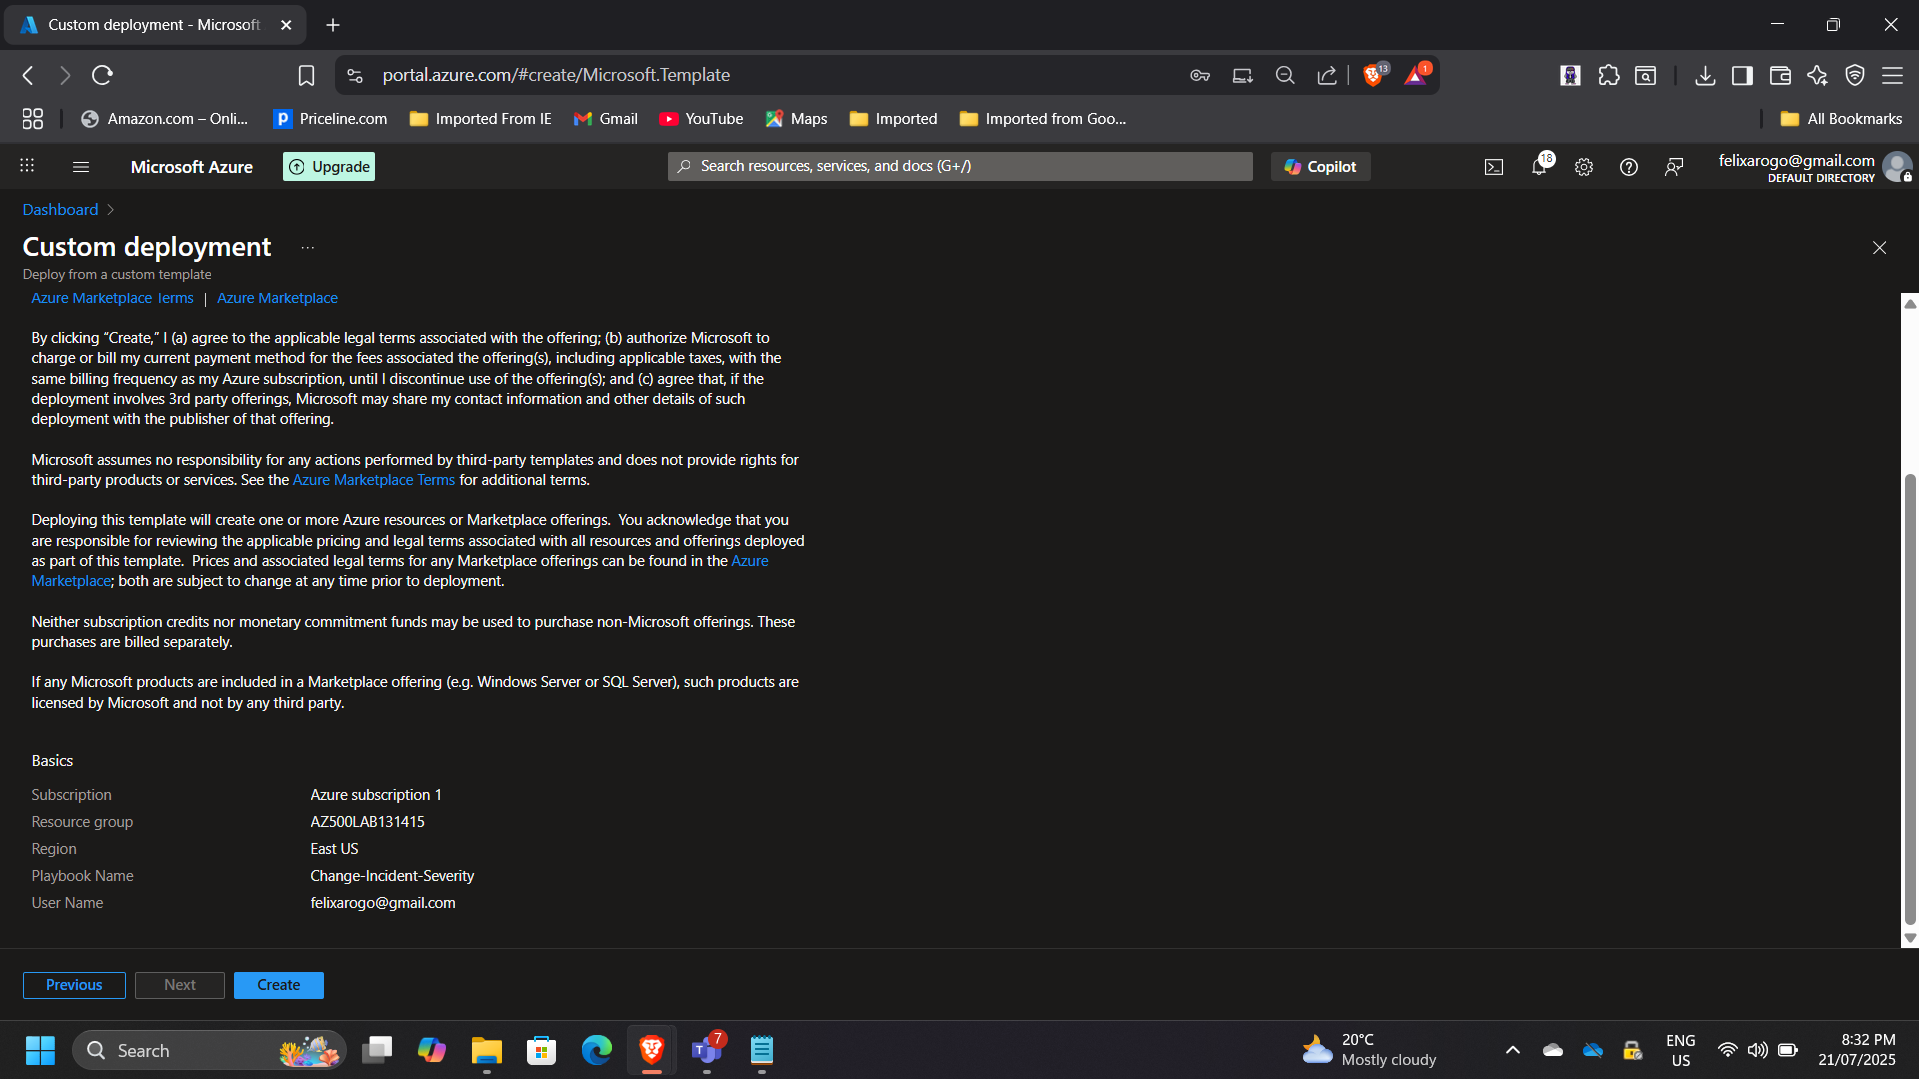 Custom deployment - Microsoft
portal.azure.com/#create/Microsoft.Template
13
1
Amazon.com – Onli...
Priceline.com
Imported From IE
Gmail
YouTube
Maps
Imported
Imported from Goo...
All Bookmarks
Microsoft Azure
Upgrade
Search resources, services, and docs (G+/)
Copilot
18
felixarogo@gmail.com
DEFAULT DIRECTORY
Dashboard
Custom deployment
...
Deploy from a custom template
Azure Marketplace Terms | Azure Marketplace
By clicking “Create,” I (a) agree to the applicable legal terms associated with the offering; (b) authorize Microsoft to
charge or bill my current payment method for the fees associated the offering(s), including applicable taxes, with the
same billing frequency as my Azure subscription, until I discontinue use of the offering(s); and (c) agree that, if the
deployment involves 3rd party offerings, Microsoft may share my contact information and other details of such
deployment with the publisher of that offering.
Microsoft assumes no responsibility for any actions performed by third-party templates and does not provide rights for
third-party products or services. See the Azure Marketplace Terms for additional terms.
Deploying this template will create one or more Azure resources or Marketplace offerings.  You acknowledge that you
are responsible for reviewing the applicable pricing and legal terms associated with all resources and offerings deployed
as part of this template.  Prices and associated legal terms for any Marketplace offerings can be found in the Azure
Marketplace; both are subject to change at any time prior to deployment.
Neither subscription credits nor monetary commitment funds may be used to purchase non-Microsoft offerings. These
purchases are billed separately.
If any Microsoft products are included in a Marketplace offering (e.g. Windows Server or SQL Server), such products are
licensed by Microsoft and not by any third party.
Basics
Subscription Azure subscription 1
Resource group AZ500LAB131415
Region East US
Playbook Name Change-Incident-Severity
User Name felixarogo@gmail.com
Previous
Next
Create
Search
7
20°C
Mostly cloudy
ENG
US
8:32 PM
21/07/2025